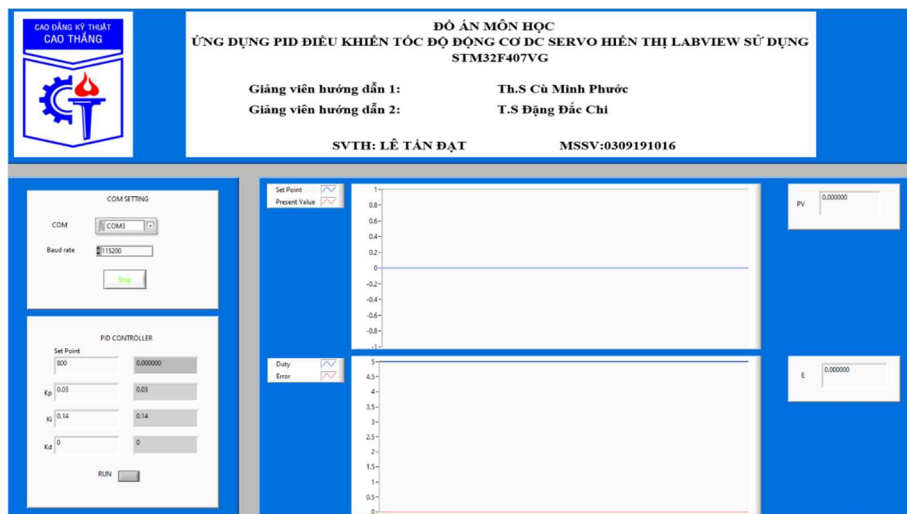 CAO ĐẲNG KỸ THUẬT
CAO THẮNG
ĐỒ ÁN MÔN HỌC
ỨNG DỤNG PID ĐIỀU KHIỂN TỐC ĐỘ ĐỘNG CƠ DC SERVO HIỂN THỊ LABVIEW SỬ DỤNG
STM32F407VG
Giảng viên hướng dẫn 1: Th.S Cù Minh Phước
Giảng viên hướng dẫn 2: T.S Đặng Đắc Chi
SVTH: LÊ TẤN ĐẠT MSSV:0309191016
COM SETTING
COM COM3
Baud rate 115200
Stop
PID CONTROLLER
Set Point
800 0.000000
Kp 0.03 0.03
Ki 0.14 0.14
Kd 0 0
RUN
Set Point
Present Value
1
0.8
0.6
0.4
0.2
0
-0.2
-0.4
-0.6
-0.8
-1
PV 0.000000
Duty
Error
5
4.5
4
3.5
3
2.5
2
1.5
1
0.5
0
E 0.000000